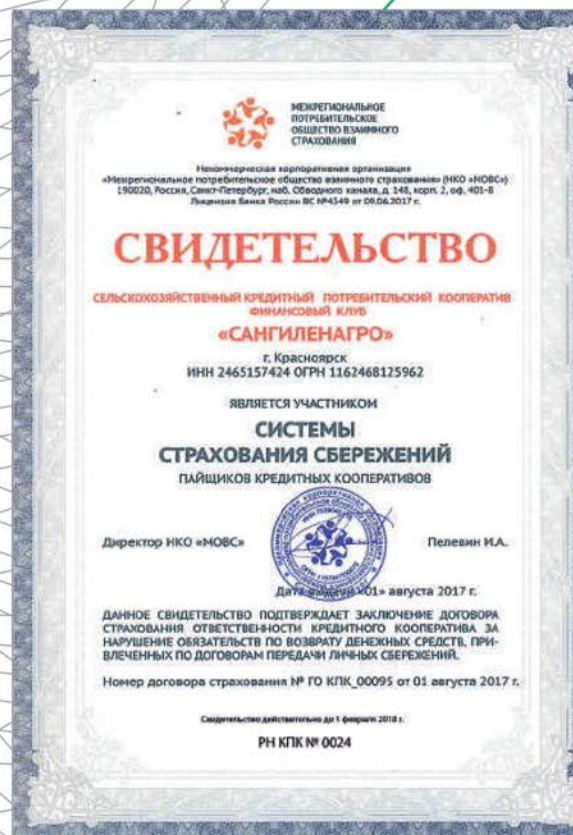 МЕЖРЕГИОНАЛЬНОЕ
ПОТРЕБИТЕЛЬСКОЕ
ОБЩЕСТВО ВЗАИМНОГО
СТРАХОВАНИЯ
Некоммерческая корпоративная организация
«Межрегиональное потребительское общество взаимного страхования» (НКО «МОВС»)
190020, Россия, Санкт-Петербург, наб. Обводного канала, д. 148, корп. 2, оф. 401-8
Лицензия Банка России ВС №4349 от 09.06.2017 г.
СВИДЕТЕЛЬСТВО
СЕЛЬСКОХОЗЯЙСТВЕННЫЙ КРЕДИТНЫЙ ПОТРЕБИТЕЛЬСКИЙ КООПЕРАТИВ
ФИНАНСОВЫЙ КЛУБ
«САНГИЛЕНАГРО»
г. Красноярск
ИНН 2465157424 ОГРН 1162468125962
ЯВЛЯЕТСЯ УЧАСТНИКОМ
СИСТЕМЫ
СТРАХОВАНИЯ СБЕРЕЖЕНИЙ
ПАЙЩИКОВ КРЕДИТНЫХ КООПЕРАТИВОВ
Директор НКО «МОВС» Пелевин И.А.
Дата выдачи «01» августа 2017 г.
ДАННОЕ СВИДЕТЕЛЬСТВО ПОДТВЕРЖДАЕТ ЗАКЛЮЧЕНИЕ ДОГОВОРА
СТРАХОВАНИЯ ОТВЕТСТВЕННОСТИ КРЕДИТНОГО КООПЕРАТИВА ЗА
НАРУШЕНИЕ ОБЯЗАТЕЛЬСТВ ПО ВОЗВРАТУ ДЕНЕЖНЫХ СРЕДСТВ, ПРИ-
ВЛЕЧЕННЫХ ПО ДОГОВОРАМ ПЕРЕДАЧИ ЛИЧНЫХ СБЕРЕЖЕНИЙ.
Номер договора страхования № ГО КПК_00095 от 01 августа 2017 г.
Свидетельство действительно до 1 февраля 2018 г.
РН КПК № 0024